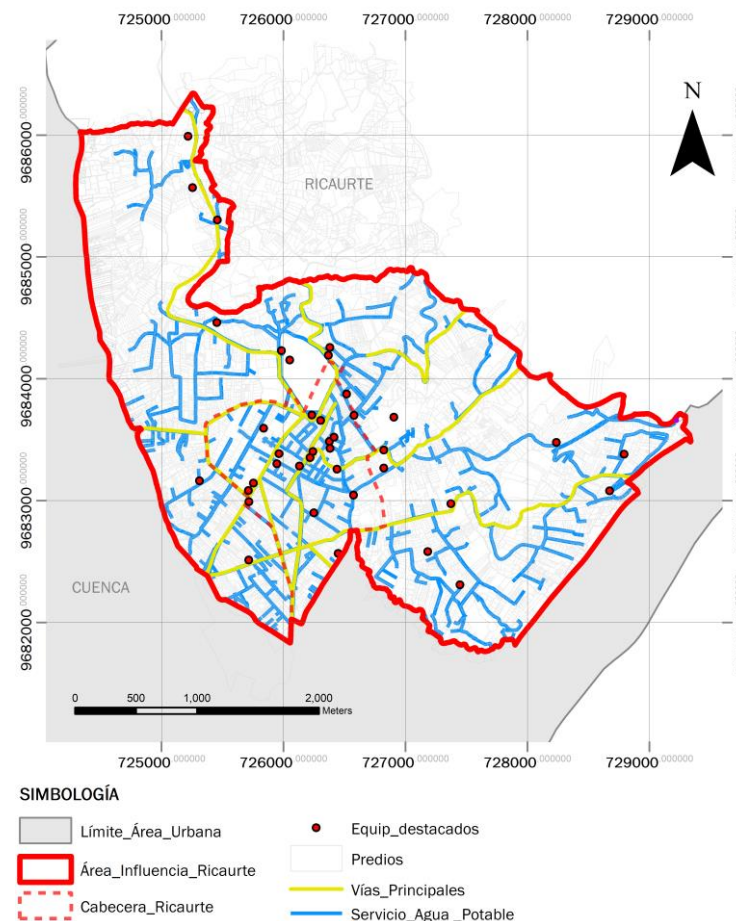 725000.000000 726000.000000 727000.000000 728000.000000 729000.000000
9686000.000000
9685000.000000
9684000.000000
9683000.000000
9682000.000000
N
RICAURTE
CUENCA
0 500 1,000 2,000
Meters
725000.000000 726000.000000 727000.000000 728000.000000 729000.000000
SIMBOLOGÍA
Límite_Área_Urbana
Área_Influencia_Ricaurte
Cabecera_Ricaurte
Equip_destacados
Predios
Vías_Principales
Servicio_Agua _Potable